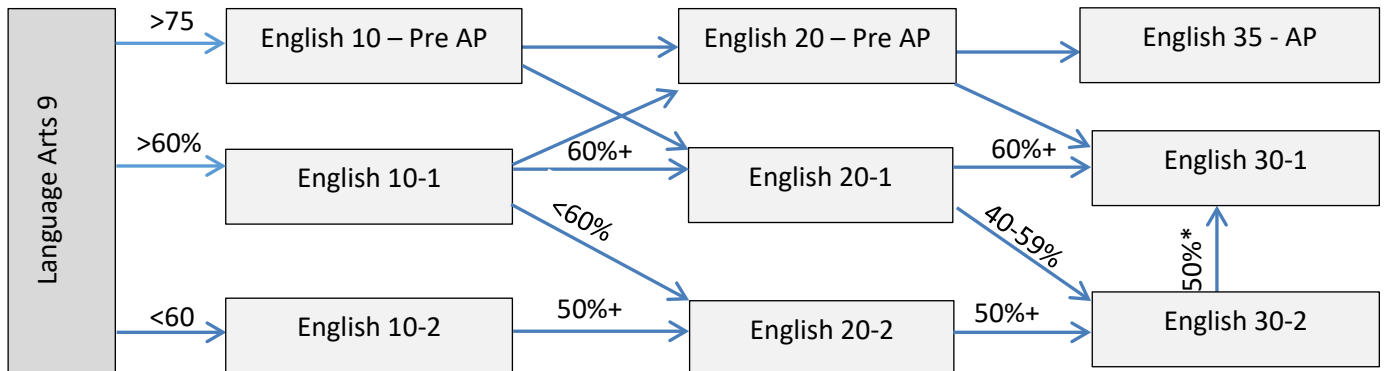 >75
English 10 – Pre AP
English 20 – Pre AP
English 35 - AP
Language Arts 9
>60%
English 10-1
60%+
English 20-1
60%+
English 30-1
<60%
40-59%
50%*
<60
English 10-2
50%+
English 20-2
50%+
English 30-2